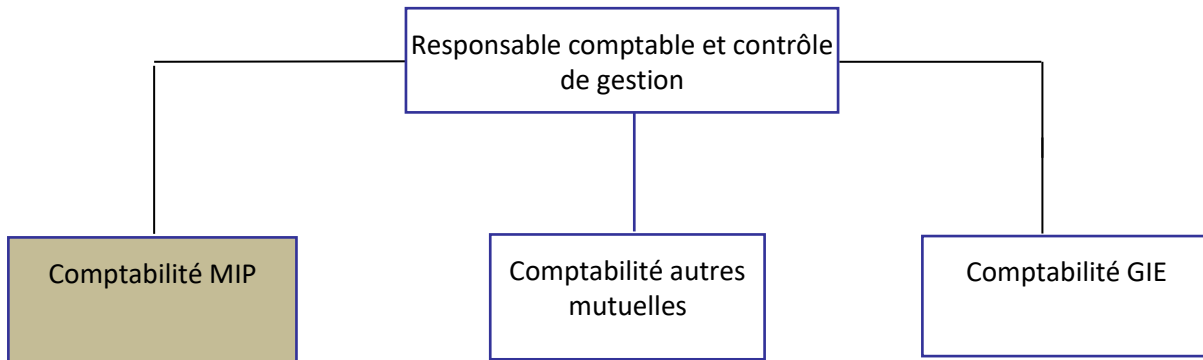 Responsable comptable et contrôle
de gestion
Comptabilité MIP
Comptabilité autres
mutuelles
Comptabilité GIE